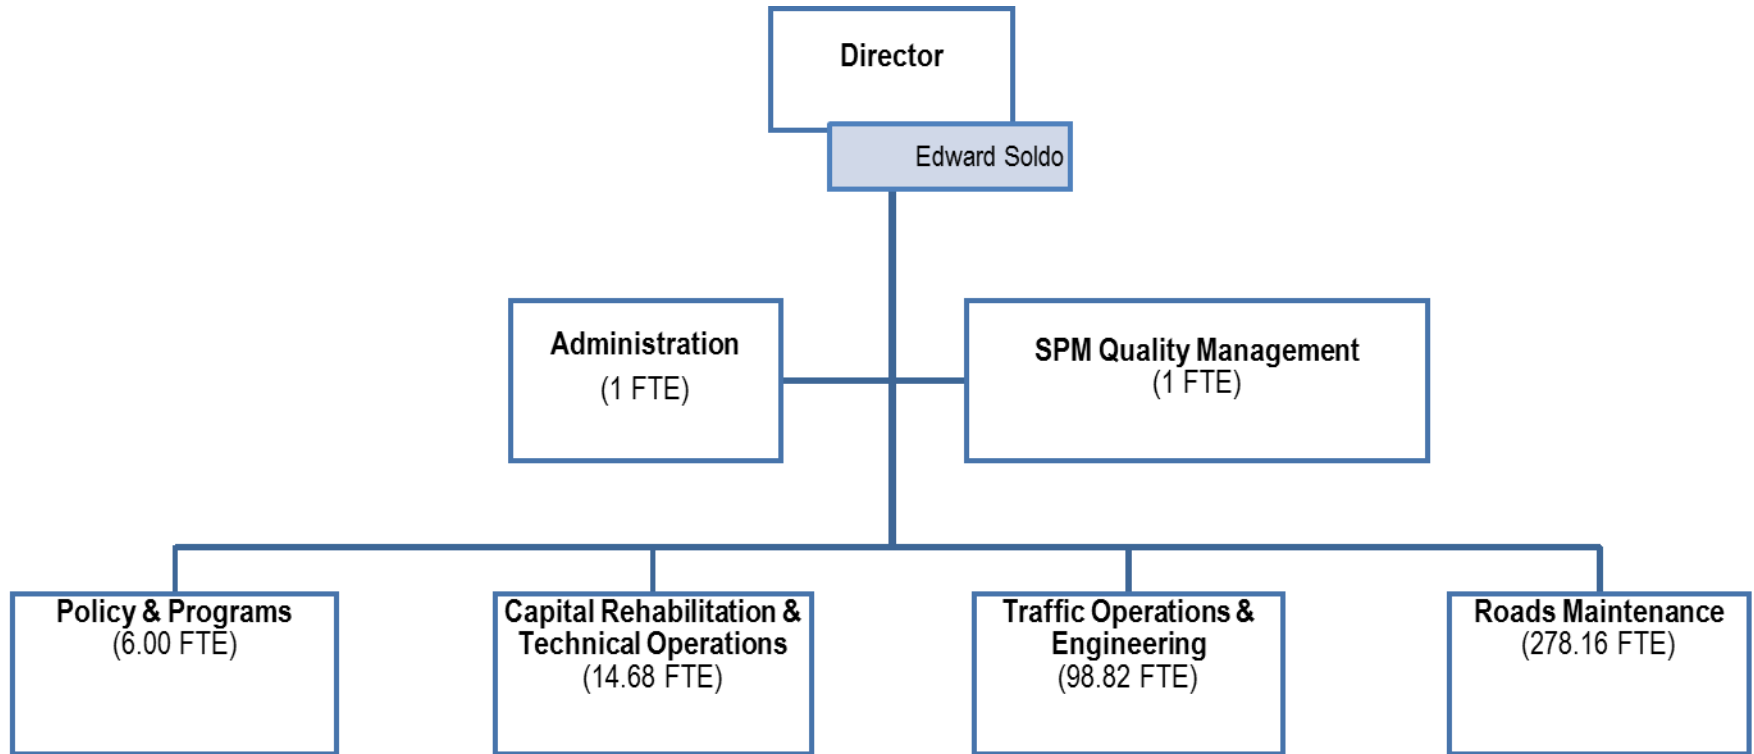 Director
Edward Soldo
Administration
(1 FTE)
SPM Quality Management
(1 FTE)
Policy & Programs
(6.00 FTE)
Capital Rehabilitation &
Technical Operations
(14.68 FTE)
Traffic Operations &
Engineering
(98.82 FTE)
Roads Maintenance
(278.16 FTE)